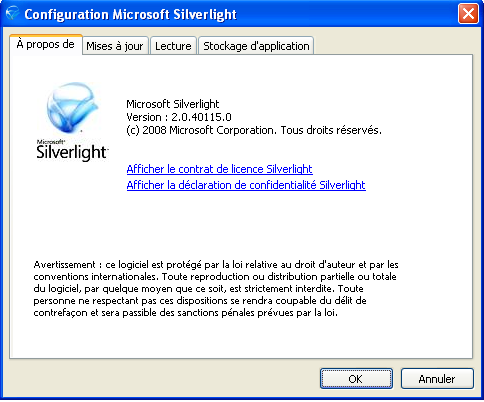 Configuration Microsoft Silverlight
À propos de
Mises à jour
Lecture
Stockage d'application
Microsoft Silverlight
Version : 2.0.40115.0
(c) 2008 Microsoft Corporation. Tous droits réservés.
Microsoft®
Silverlight™
Afficher le contrat de licence Silverlight
Afficher la déclaration de confidentialité Silverlight
Avertissement : ce logiciel est protégé par la loi relative au droit d'auteur et par les
conventions internationales. Toute reproduction ou distribution partielle ou totale
du logiciel, par quelque moyen que ce soit, est strictement interdite. Toute
personne ne respectant pas ces dispositions se rendra coupable du délit de
contrefaçon et sera passible des sanctions pénales prévues par la loi.
OK
Annuler